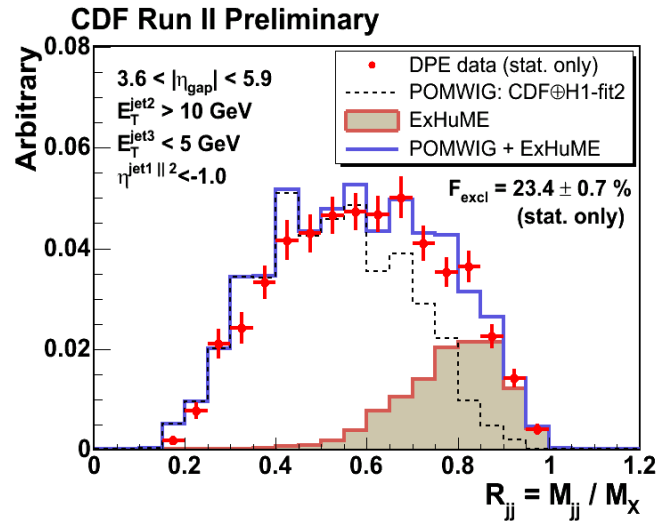 CDF Run II Preliminary
Arbitrary
0.08
0.06
0.04
0.02
0
3.6 < |η_gap| < 5.9
E_T^jet2 > 10 GeV
E_T^jet3 < 5 GeV
η^jet1 || 2 <-1.0
DPE data (stat. only)
POMWIG: CDF⊕H1-fit2
ExHuME
POMWIG + ExHuME
F_excl = 23.4 ± 0.7 %
(stat. only)
0 0.2 0.4 0.6 0.8 1 1.2
R_jj = M_jj / M_X